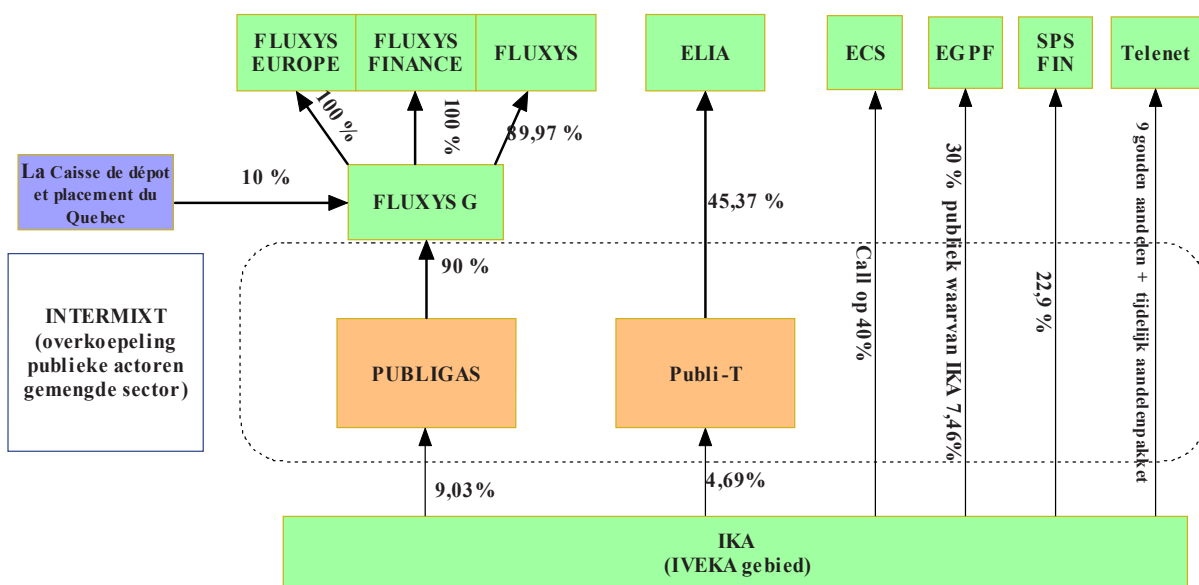 FLUXYS
EUROPE
FLUXYS
FINANCE
FLUXYS
ELIA
ECS
EGPF
SPS
FIN
Telenet
100 %
100 %
89,97 %
La Caisse de dépot
et placement du
Quebec
10 %
FLUXYS G
45,37 %
90 %
INTERMIXT
(overkoepeling
publieke actoren
gemengde sector)
PUBLIGAS
Publi-T
Call op 40%
30 % publiek waarvan IKA 7,46%
22,9 %
9 gouden aandelen + tijdelijk aandelenpakket
9,03%
4,69%
IKA
(IVEKA gebied)